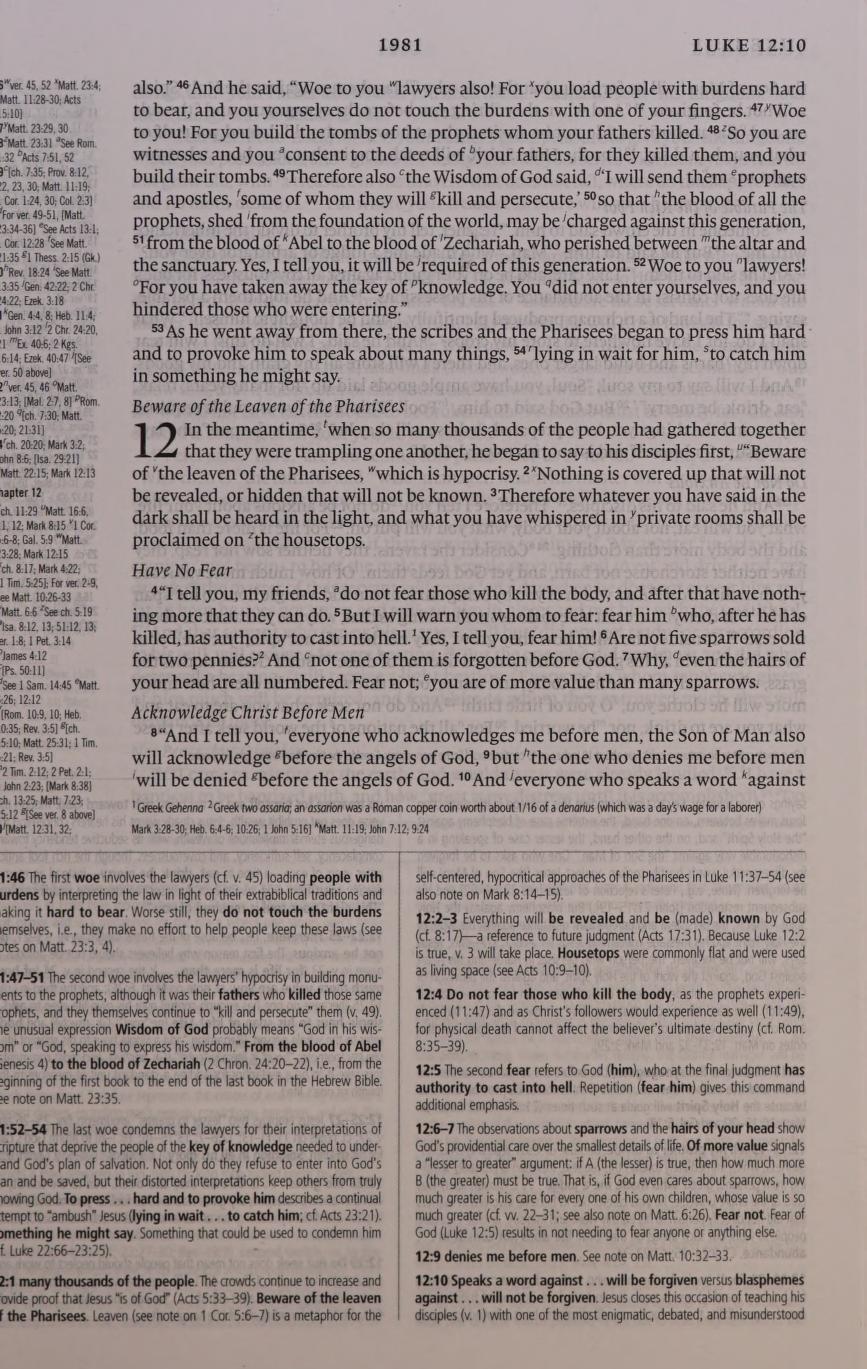 1981 LUKE 12:10
also.” ⁴⁶ And he said, “Woe to you ʷlawyers also! For ˣyou load people with burdens hard
to bear, and you yourselves do not touch the burdens with one of your fingers. ⁴⁷ ʸWoe
to you! For you build the tombs of the prophets whom your fathers killed. ⁴⁸ ᶻSo you are
witnesses and you ᵃconsent to the deeds of ᵇyour fathers, for they killed them, and you
build their tombs. ⁴⁹ Therefore also ᶜthe Wisdom of God said, ᵈ‘I will send them ᵉprophets
and apostles, ᶠsome of whom they will ᵍkill and persecute,’ ⁵⁰ so that ʰthe blood of all the
prophets, shed ⁱfrom the foundation of the world, may be ʲcharged against this generation,
⁵¹ from the blood of ᵏAbel to the blood of ˡZechariah, who perished between ᵐthe altar and
the sanctuary. Yes, I tell you, it will be ʲrequired of this generation. ⁵² Woe to you ⁿlawyers!
ᵒFor you have taken away the key of ᵖknowledge. You ᑫdid not enter yourselves, and you
hindered those who were entering.”
⁵³ As he went away from there, the scribes and the Pharisees began to press him hard
and to provoke him to speak about many things, ⁵⁴ ʳlying in wait for him, ˢto catch him
in something he might say.
Beware of the Leaven of the Pharisees
12 In the meantime, ᵗwhen so many thousands of the people had gathered together
that they were trampling one another, he began to say to his disciples first, ᵘ“Beware
of ᵛthe leaven of the Pharisees, ʷwhich is hypocrisy. ² ˣNothing is covered up that will not
be revealed, or hidden that will not be known. ³ Therefore whatever you have said in the
dark shall be heard in the light, and what you have whispered in ʸprivate rooms shall be
proclaimed on ᶻthe housetops.
Have No Fear
⁴ “I tell you, my friends, ᵃdo not fear those who kill the body, and after that have noth-
ing more that they can do. ⁵ But I will warn you whom to fear: fear him ᵇwho, after he has
killed, has authority to cast into hell.¹ Yes, I tell you, fear him! ⁶ Are not five sparrows sold
for two pennies?² And ᶜnot one of them is forgotten before God. ⁷ Why, ᵈeven the hairs of
your head are all numbered. Fear not; ᵉyou are of more value than many sparrows.
Acknowledge Christ Before Men
⁸ “And I tell you, ᶠeveryone who acknowledges me before men, the Son of Man also
will acknowledge ᵍbefore the angels of God, ⁹ but ʰthe one who denies me before men
ⁱwill be denied ᵍbefore the angels of God. ¹⁰ And ʲeveryone who speaks a word ᵏagainst
¹ Greek Gehenna ² Greek two assaria; an assarion was a Roman copper coin worth about 1/16 of a denarius (which was a day’s wage for a laborer)
Mark 3:28-30; Heb. 6:4-6; 10:26; 1 John 5:16] ᵏMatt. 11:19; John 7:12; 9:24
ver. 45, 52 ˣMatt. 23:4;
Matt. 11:28-30; Acts
5:10]
ʸMatt. 23:29, 30
ᶻMatt. 23:31 ᵃSee Rom.
:32 ᵇActs 7:51, 52
ᶜ[ch. 7:35; Prov. 8:12,
2, 23, 30; Matt. 11:19;
Cor. 1:24, 30; Col. 2:3]
For ver. 49-51, [Matt.
3:34-36] ᵉSee Acts 13:1;
Cor. 12:28 ᶠSee Matt.
1:35 ᵍ1 Thess. 2:15 (Gk.)
ʰRev. 18:24 ⁱSee Matt.
3:35 ʲGen. 42:22; 2 Chr.
4:22; Ezek. 3:18
ᵏGen. 4:4, 8; Heb. 11:4;
John 3:12 ˡ2 Chr. 24:20,
ᵐEx. 40:6; 2 Kgs.
6:14; Ezek. 40:47 ʲ[See
er. 50 above]
ⁿver. 45, 46 ᵒMatt.
3:13; [Mal. 2:7, 8] ᵖRom.
:20 ᑫ[ch. 7:30; Matt.
:20; 21:31]
ch. 20:20; Mark 3:2;
ohn 8:6; [Isa. 29:21]
Matt. 22:15; Mark 12:13
hapter 12
ch. 11:29 ᵘMatt. 16:6,
1, 12; Mark 8:15 ᵛ1 Cor.
:6-8; Gal. 5:9 ʷMatt.
3:28; Mark 12:15
ch. 8:17; Mark 4:22;
1 Tim. 5:25]; For ver. 2-9,
ee Matt. 10:26-33
Matt. 6:6 ᶻSee ch. 5:19
Isa. 8:12, 13; 51:12, 13;
er. 1:8; 1 Pet. 3:14
James 4:12
[Ps. 50:11]
See 1 Sam. 14:45 ᵉMatt.
:26; 12:12
[Rom. 10:9, 10; Heb.
0:35; Rev. 3:5] ᵍ[ch.
5:10; Matt. 25:31; 1 Tim.
:21; Rev. 3:5]
2 Tim. 2:12; 2 Pet. 2:1;
John 2:23; [Mark 8:38]
ch. 13:25; Matt. 7:23;
5:12 ᵍ[See ver. 8 above]
[Matt. 12:31, 32;
1:46 The first woe involves the lawyers (cf. v. 45) loading people with
urdens by interpreting the law in light of their extrabiblical traditions and
aking it hard to bear. Worse still, they do not touch the burdens
emselves, i.e., they make no effort to help people keep these laws (see
otes on Matt. 23:3, 4).
1:47–51 The second woe involves the lawyers’ hypocrisy in building monu-
ents to the prophets, although it was their fathers who killed those same
ophets, and they themselves continue to “kill and persecute” them (v. 49).
e unusual expression Wisdom of God probably means “God in his wis-
om” or “God, speaking to express his wisdom.” From the blood of Abel
enesis 4) to the blood of Zechariah (2 Chron. 24:20–22), i.e., from the
eginning of the first book to the end of the last book in the Hebrew Bible.
ee note on Matt. 23:35.
1:52–54 The last woe condemns the lawyers for their interpretations of
cripture that deprive the people of the key of knowledge needed to under-
and God’s plan of salvation. Not only do they refuse to enter into God’s
an and be saved, but their distorted interpretations keep others from truly
nowing God. To press . . . hard and to provoke him describes a continual
tempt to “ambush” Jesus (lying in wait . . . to catch him; cf. Acts 23:21).
omething he might say. Something that could be used to condemn him
f. Luke 22:66–23:25).
2:1 many thousands of the people. The crowds continue to increase and
ovide proof that Jesus “is of God” (Acts 5:33–39). Beware of the leaven
f the Pharisees. Leaven (see note on 1 Cor. 5:6–7) is a metaphor for the
self-centered, hypocritical approaches of the Pharisees in Luke 11:37–54 (see
also note on Mark 8:14–15).
12:2–3 Everything will be revealed and be (made) known by God
(cf. 8:17)—a reference to future judgment (Acts 17:31). Because Luke 12:2
is true, v. 3 will take place. Housetops were commonly flat and were used
as living space (see Acts 10:9–10).
12:4 Do not fear those who kill the body, as the prophets experi-
enced (11:47) and as Christ’s followers would experience as well (11:49),
for physical death cannot affect the believer’s ultimate destiny (cf. Rom.
8:35–39).
12:5 The second fear refers to God (him), who at the final judgment has
authority to cast into hell. Repetition (fear him) gives this command
additional emphasis.
12:6–7 The observations about sparrows and the hairs of your head show
God’s providential care over the smallest details of life. Of more value signals
a “lesser to greater” argument: if A (the lesser) is true, then how much more
B (the greater) must be true. That is, if God even cares about sparrows, how
much greater is his care for every one of his own children, whose value is so
much greater (cf. vv. 22–31; see also note on Matt. 6:26). Fear not. Fear of
God (Luke 12:5) results in not needing to fear anyone or anything else.
12:9 denies me before men. See note on Matt. 10:32–33.
12:10 Speaks a word against . . . will be forgiven versus blasphemes
against . . . will not be forgiven. Jesus closes this occasion of teaching his
disciples (v. 1) with one of the most enigmatic, debated, and misunderstood